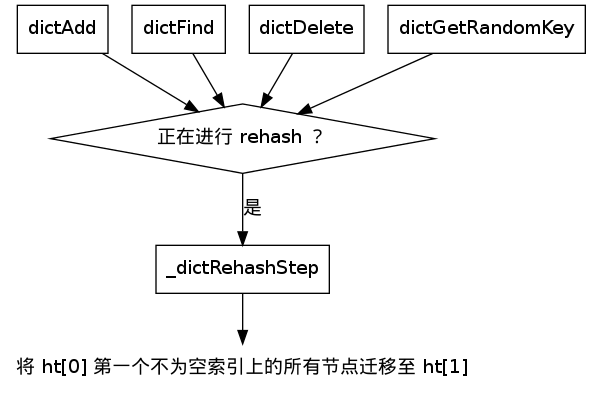 dictAdd
dictFind
dictDelete
dictGetRandomKey
正在进行 rehash ？
是
_dictRehashStep
将 ht[0] 第一个不为空索引上的所有节点迁移至 ht[1]